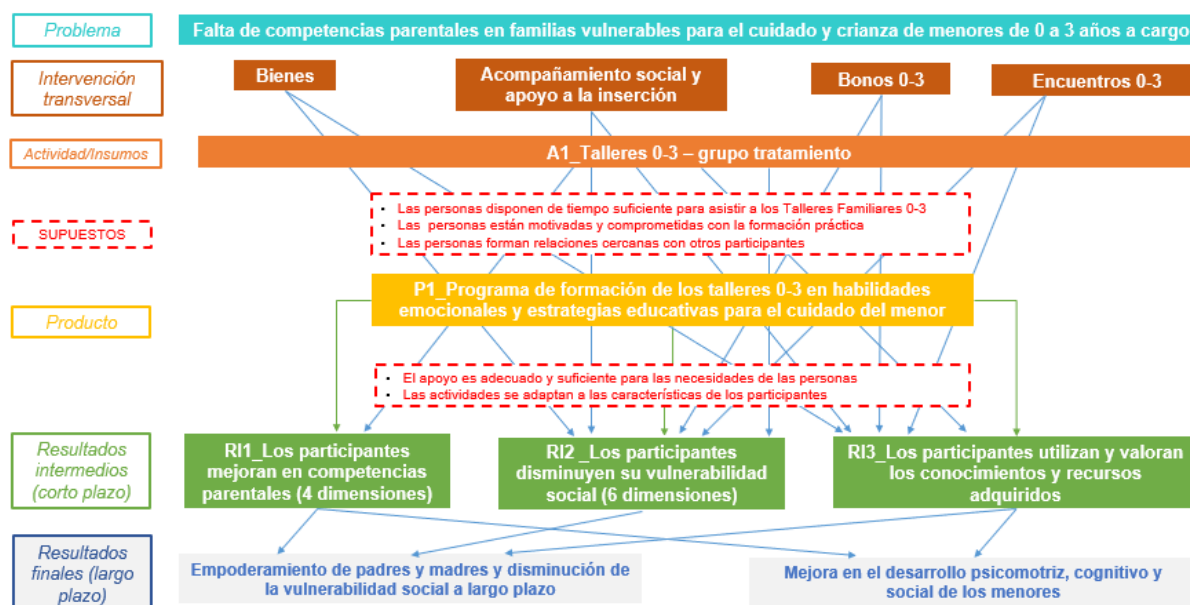 Problema
Falta de competencias parentales en familias vulnerables para el cuidado y crianza de menores de 0 a 3 años a cargo
Intervención
transversal
Bienes
Acompañamiento social y
apoyo a la inserción
Bonos 0-3
Encuentros 0-3
Actividad/Insumos
A1_Talleres 0-3 – grupo tratamiento
SUPUESTOS
Las personas disponen de tiempo suficiente para asistir a los Talleres Familiares 0-3
Las personas están motivadas y comprometidas con la formación práctica
Las personas forman relaciones cercanas con otros participantes
Producto
P1_Programa de formación de los talleres 0-3 en habilidades
emocionales y estrategias educativas para el cuidado del menor
El apoyo es adecuado y suficiente para las necesidades de las personas
Las actividades se adaptan a las características de los participantes
Resultados
intermedios
(corto plazo)
RI1_Los participantes
mejoran en competencias
parentales (4 dimensiones)
RI2_Los participantes
disminuyen su vulnerabilidad
social (6 dimensiones)
RI3_Los participantes utilizan y valoran
los conocimientos y recursos
adquiridos
Resultados
finales (largo
plazo)
Empoderamiento de padres y madres y disminución de
la vulnerabilidad social a largo plazo
Mejora en el desarrollo psicomotriz, cognitivo y
social de los menores